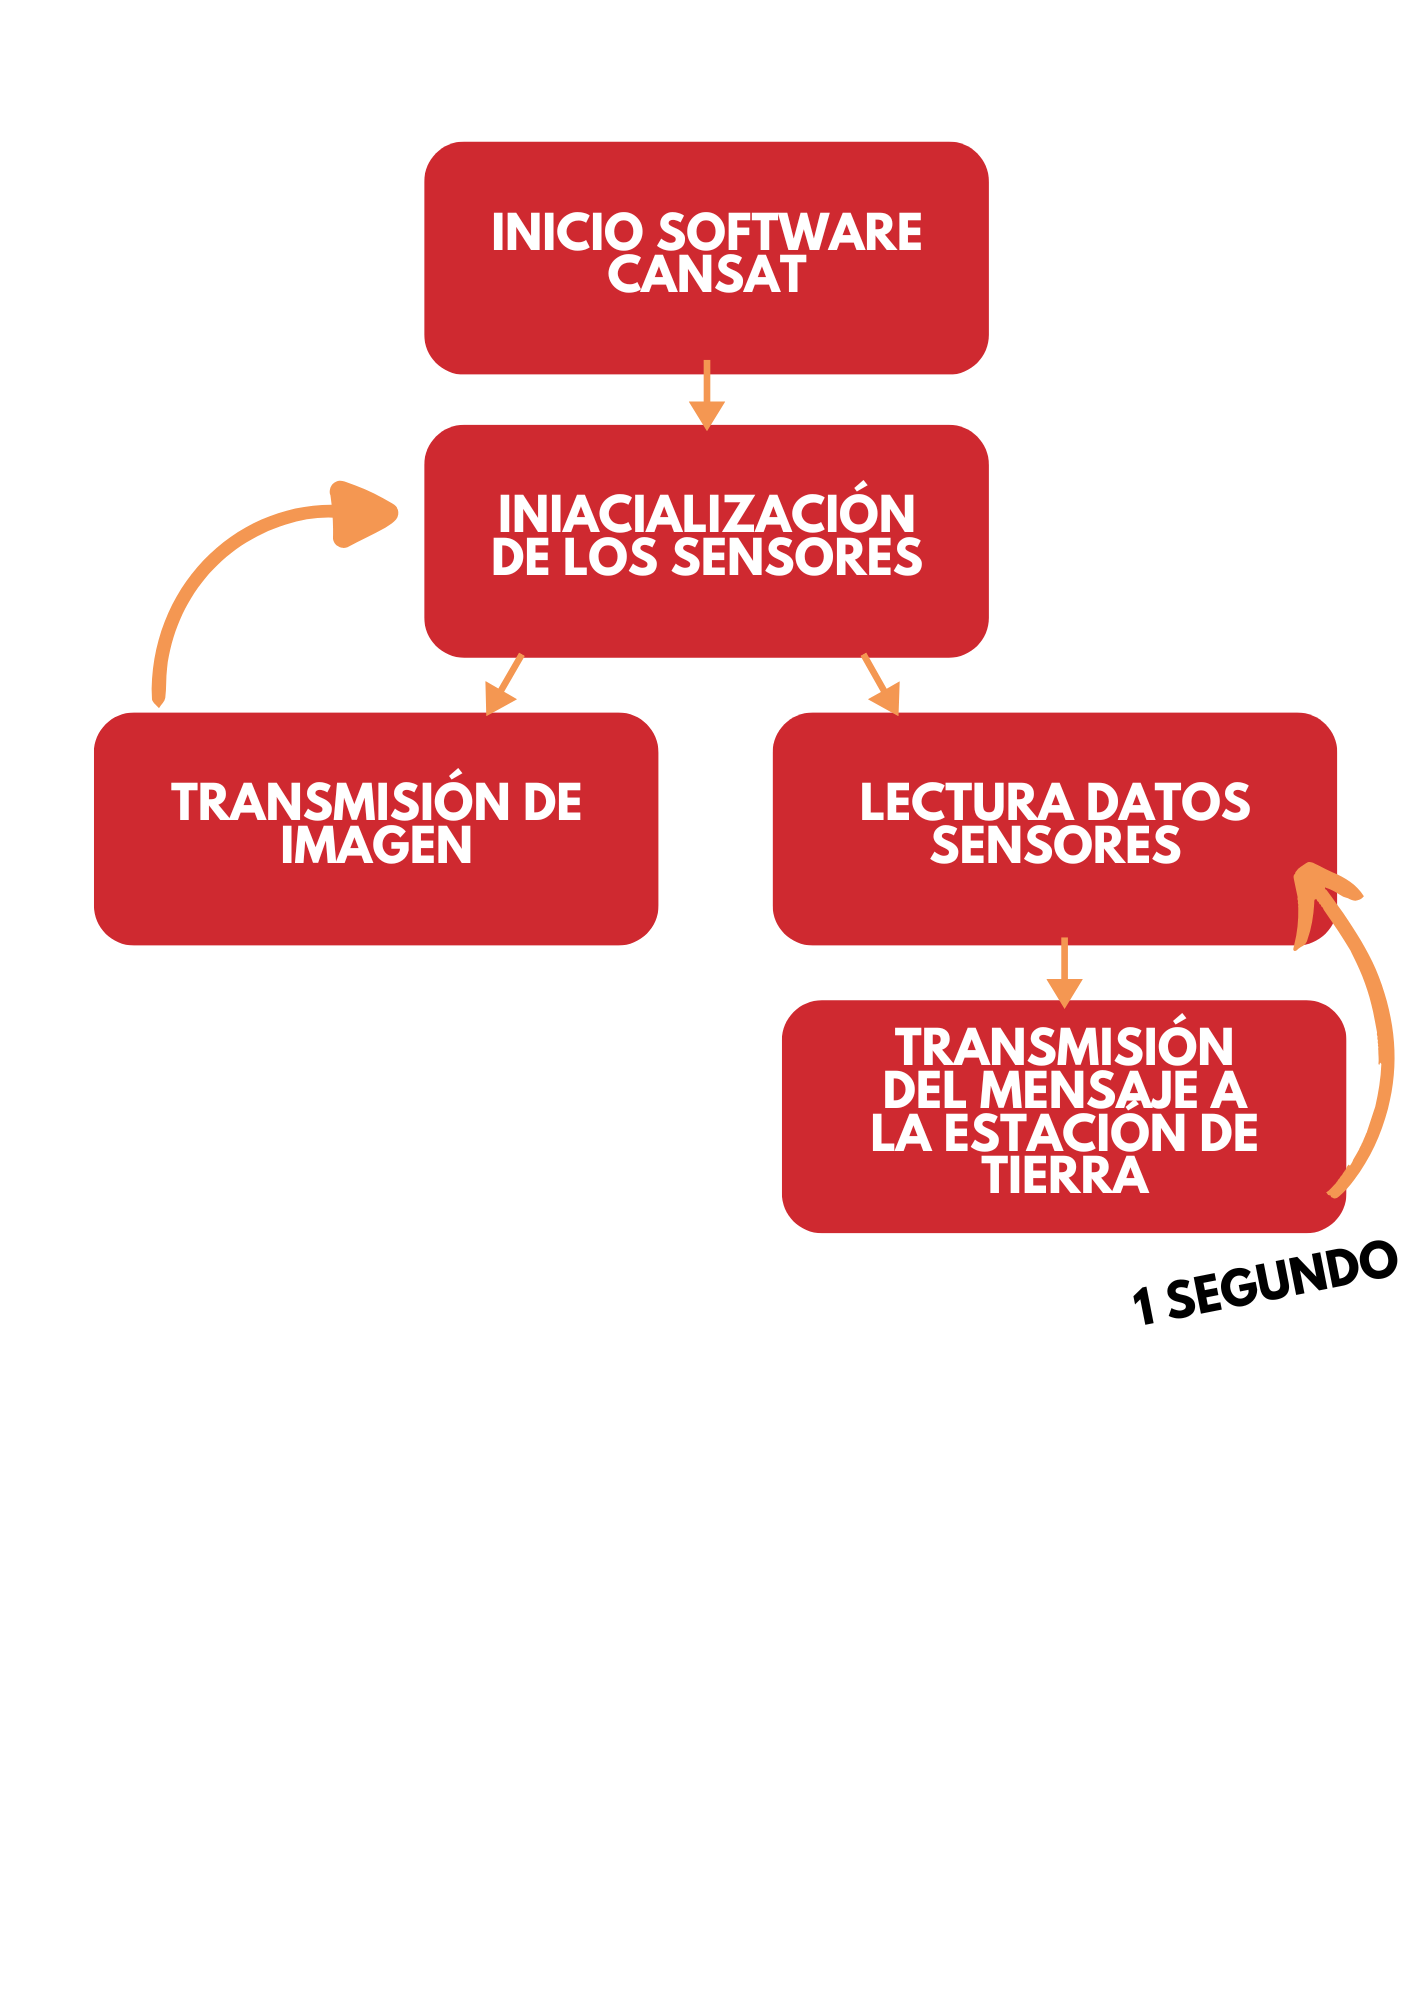 INICIO SOFTWARE
CANSAT
INIACIALIZACIÓN
DE LOS SENSORES
TRANSMISIÓN DE
IMAGEN
LECTURA DATOS
SENSORES
TRANSMISIÓN
DEL MENSAJE A
LA ESTACIÓN DE
TIERRA
1 SEGUNDO